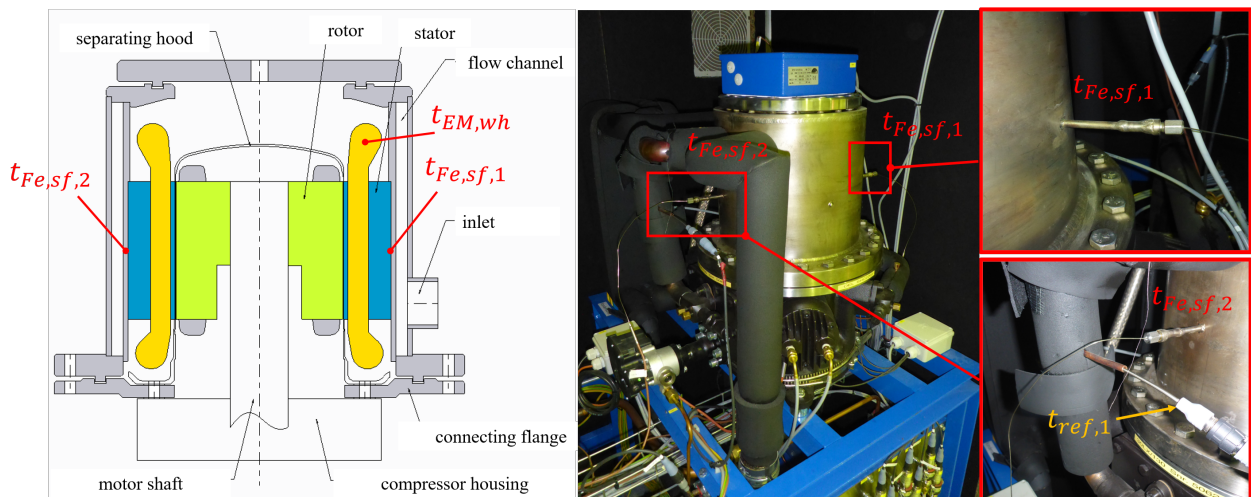 separating hood
rotor
stator
flow channel
t_{EM,wh}
t_{Fe,sf,2}
t_{Fe,sf,1}
inlet
connecting flange
motor shaft
compressor housing
t_{Fe,sf,1}
t_{Fe,sf,2}
t_{Fe,sf,1}
t_{Fe,sf,2}
t_{ref,1}